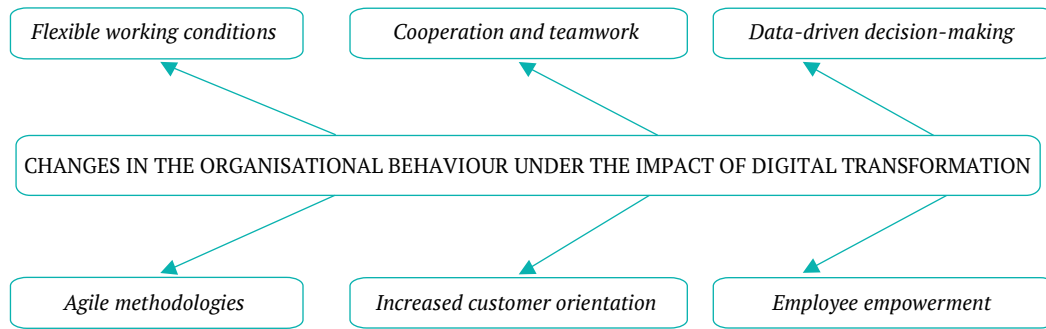 Flexible working conditions
Cooperation and teamwork
Data-driven decision-making
CHANGES IN THE ORGANISATIONAL BEHAVIOUR UNDER THE IMPACT OF DIGITAL TRANSFORMATION
Agile methodologies
Increased customer orientation
Employee empowerment